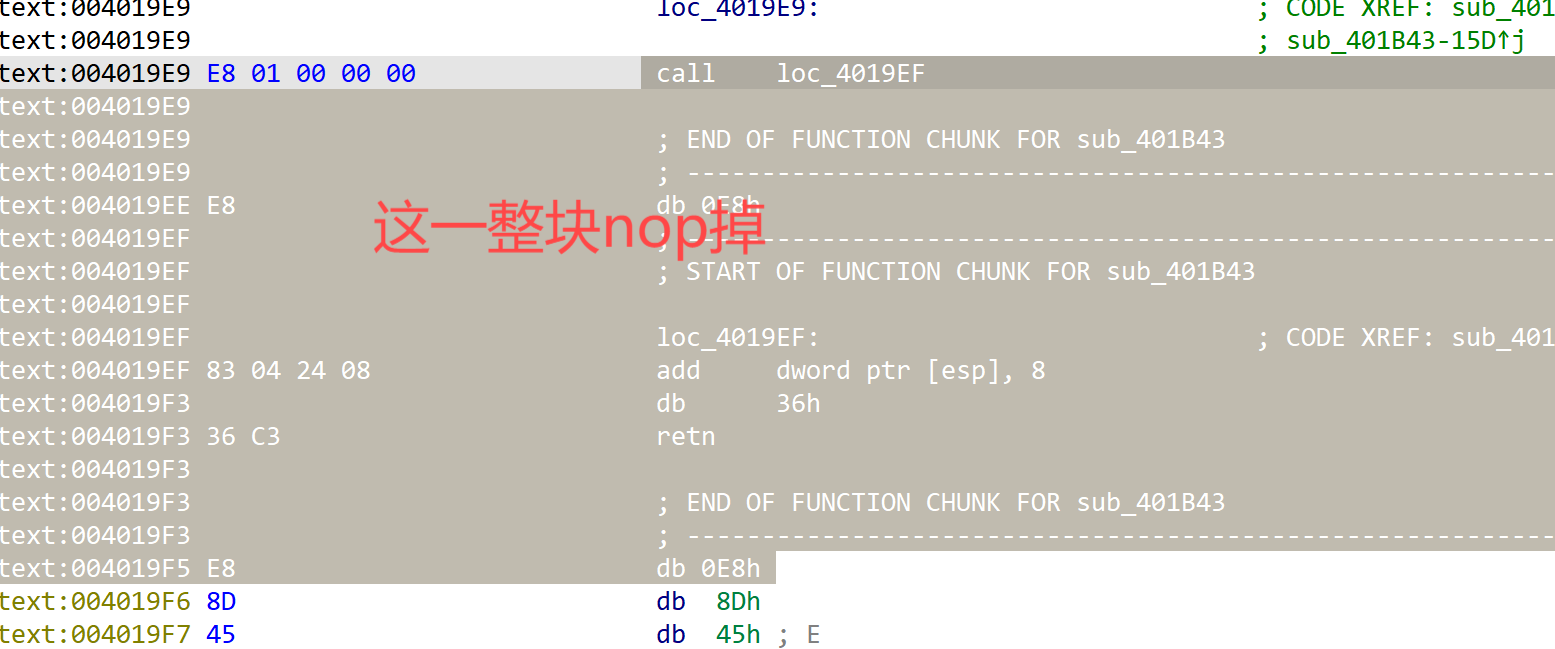 text:004019E9 loc_4019E9: ; CODE XREF: sub_401
text:004019E9 ; sub_401B43-15D↑j
text:004019E9 E8 01 00 00 00 call loc_4019EF
text:004019E9
text:004019E9 ; END OF FUNCTION CHUNK FOR sub_401B43
text:004019E9 ; ----------------------------------------------------------
text:004019EE E8 db 0E8h
这一整块nop掉
text:004019EF ; ----------------------------------------------------------
text:004019EF ; START OF FUNCTION CHUNK FOR sub_401B43
text:004019EF
text:004019EF loc_4019EF: ; CODE XREF: sub_401
text:004019EF 83 04 24 08 add dword ptr [esp], 8
text:004019F3 db 36h
text:004019F3 36 C3 retn
text:004019F3
text:004019F3 ; END OF FUNCTION CHUNK FOR sub_401B43
text:004019F3 ; ----------------------------------------------------------
text:004019F5 E8 db 0E8h
text:004019F6 8D db 8Dh
text:004019F7 45 db 45h ; E